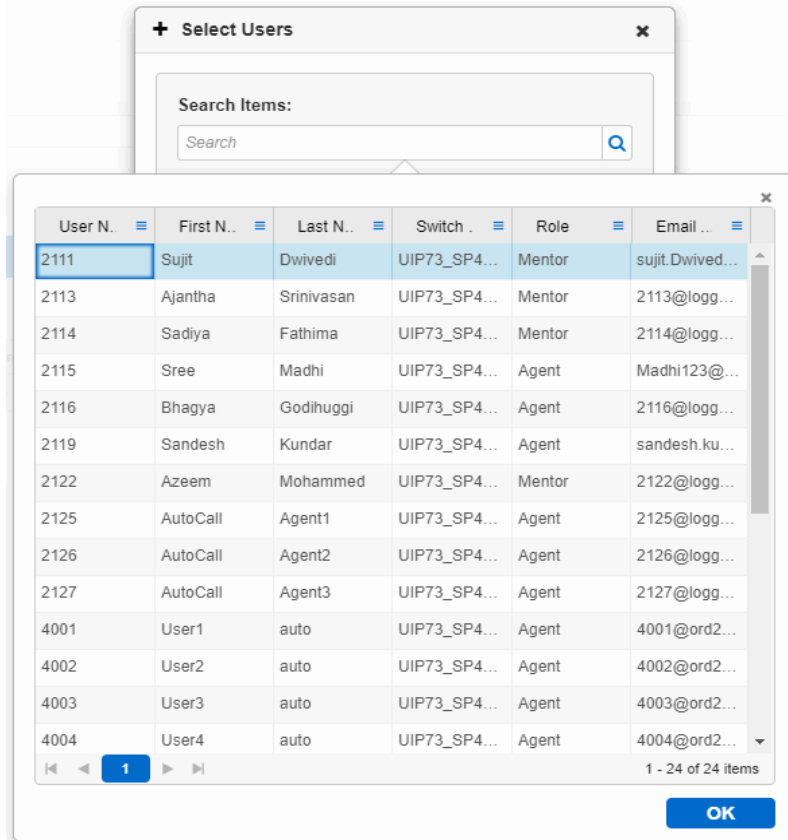 Select Users
Search Items:
Search
User N.. First N.. Last N.. Switch . Role Email ...
2111 Sujit Dwivedi UIP73_SP4... Mentor sujit.Dwived...
2113 Ajantha Srinivasan UIP73_SP4... Mentor 2113@logg...
2114 Sadiya Fathima UIP73_SP4... Mentor 2114@logg...
2115 Sree Madhi UIP73_SP4... Agent Madhi123@...
2116 Bhagya Godihuggi UIP73_SP4... Agent 2116@logg...
2119 Sandesh Kundar UIP73_SP4... Agent sandesh.ku...
2122 Azeem Mohammed UIP73_SP4... Mentor 2122@logg...
2125 AutoCall Agent1 UIP73_SP4... Agent 2125@logg...
2126 AutoCall Agent2 UIP73_SP4... Agent 2126@logg...
2127 AutoCall Agent3 UIP73_SP4... Agent 2127@logg...
4001 User1 auto UIP73_SP4... Agent 4001@ord2...
4002 User2 auto UIP73_SP4... Agent 4002@ord2...
4003 User3 auto UIP73_SP4... Agent 4003@ord2...
4004 User4 auto UIP73_SP4... Agent 4004@ord2...
1 1 - 24 of 24 items
OK